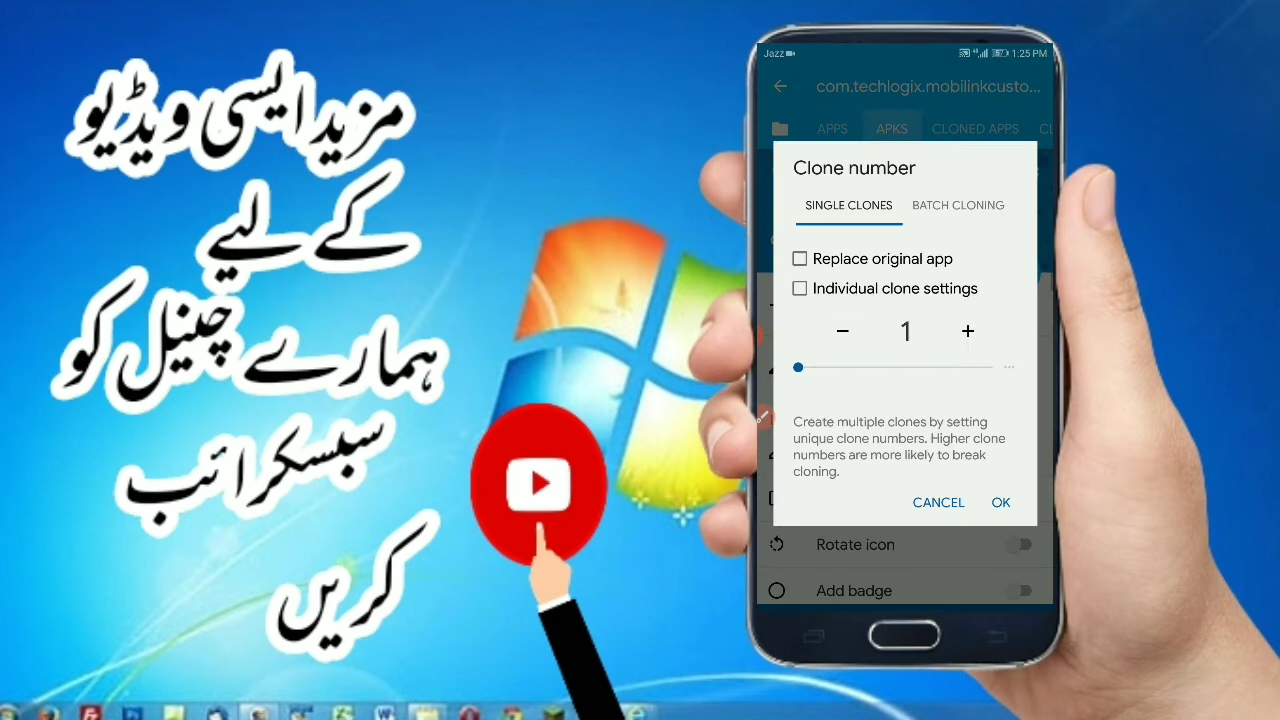 مزید ایسی ویڈیو
کے لیے
ہمارے چینل کو
سبسکرائب
کریں
Jazz
1:25 PM
com.techlogix.mobilinkcusto...
APPS APKS CLONED APPS CL
Clone number
SINGLE CLONES BATCH CLONING
Replace original app
Individual clone settings
− 1 +
...
Create multiple clones by setting
unique clone numbers. Higher clone
numbers are more likely to break
cloning.
CANCEL OK
Rotate icon
Add badge